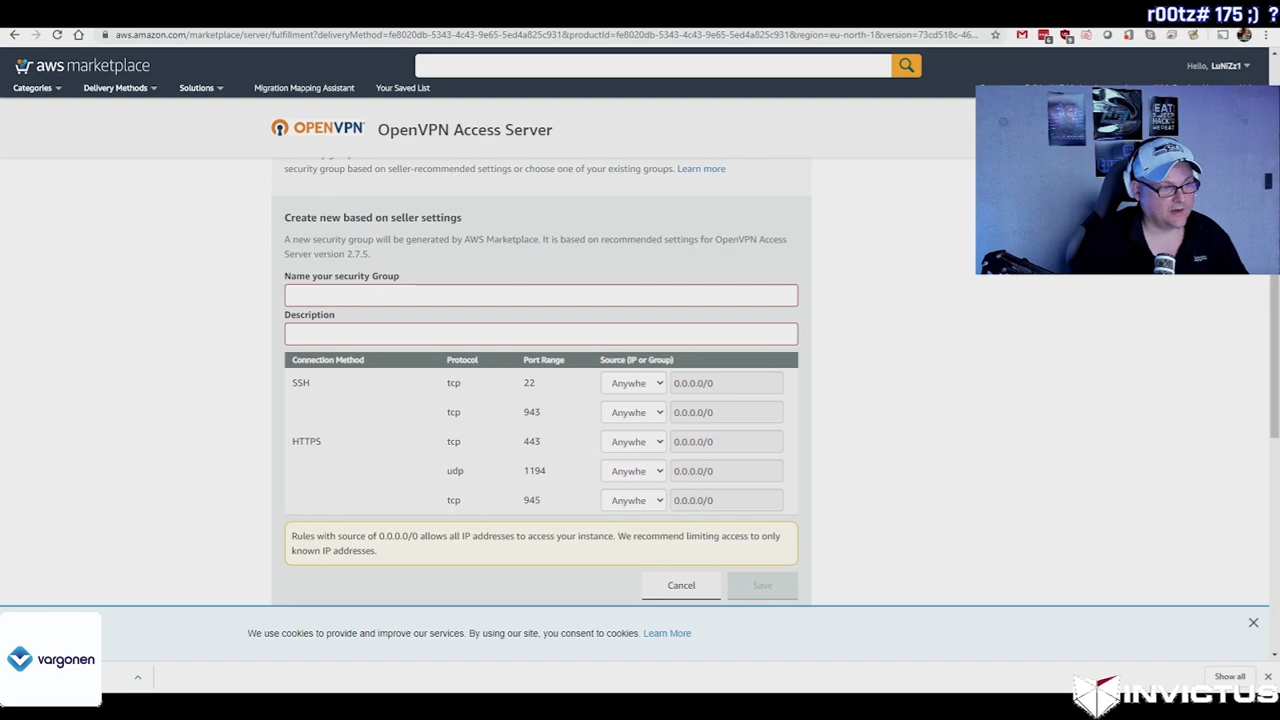 r00tz# 175 ;) ?
aws.amazon.com/marketplace/server/fulfillment?deliveryMethod=fe8020db-5343-4c43-9e65-5ed4a825c931&productId=fe8020db-5343-4c43-9e65-5ed4a825c931&region=eu-north-1&version=73cd518c-46...
aws marketplace
Hello, LuNiZz1
Categories
Delivery Methods
Solutions
Migration Mapping Assistant
Your Saved List
EAT
SLEEP
HACK
REPEAT
OPENVPN
OpenVPN Access Server
security group based on seller-recommended settings or choose one of your existing groups. Learn more
Create new based on seller settings
A new security group will be generated by AWS Marketplace. It is based on recommended settings for OpenVPN Access
Server version 2.7.5.
Name your security Group
Description
Connection Method Protocol Port Range Source (IP or Group)
SSH tcp 22 Anywhe 0.0.0.0/0
tcp 943 Anywhe 0.0.0.0/0
HTTPS tcp 443 Anywhe 0.0.0.0/0
udp 1194 Anywhe 0.0.0.0/0
tcp 945 Anywhe 0.0.0.0/0
Rules with source of 0.0.0.0/0 allows all IP addresses to access your instance. We recommend limiting access to only
known IP addresses.
Cancel
Save
We use cookies to provide and improve our services. By using our site, you consent to cookies. Learn More
vargonen
Show all
INVICTUS